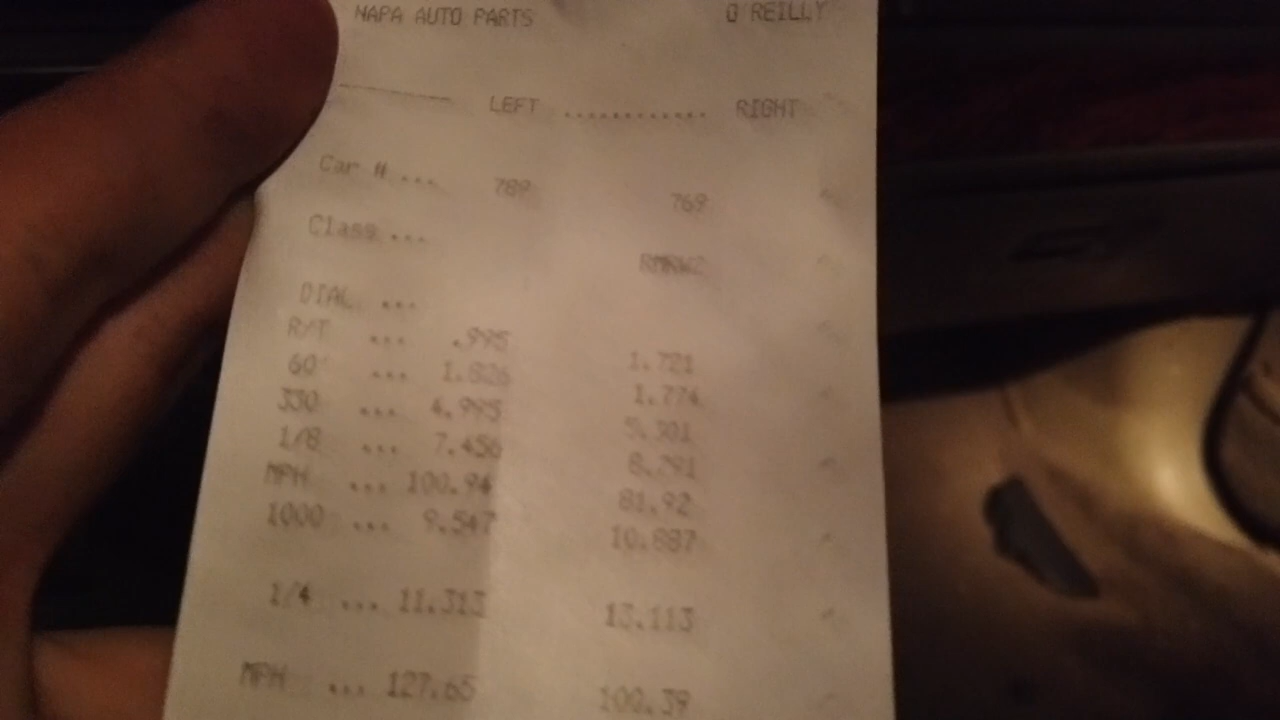 NAPA AUTO PARTS O'REILLY
LEFT ............ RIGHT
Car # ... 789 769
Class ...
DIAL ...
R/T ... .995 1.721
60' ... 1.826 1.774
330 ... 4.995 5.301
1/8 ... 7.456 8.291
MPH ... 100.94 81.92
1000 ... 9.547 10.887
1/4 ... 11.313 13.113
MPH ... 127.65 100.39